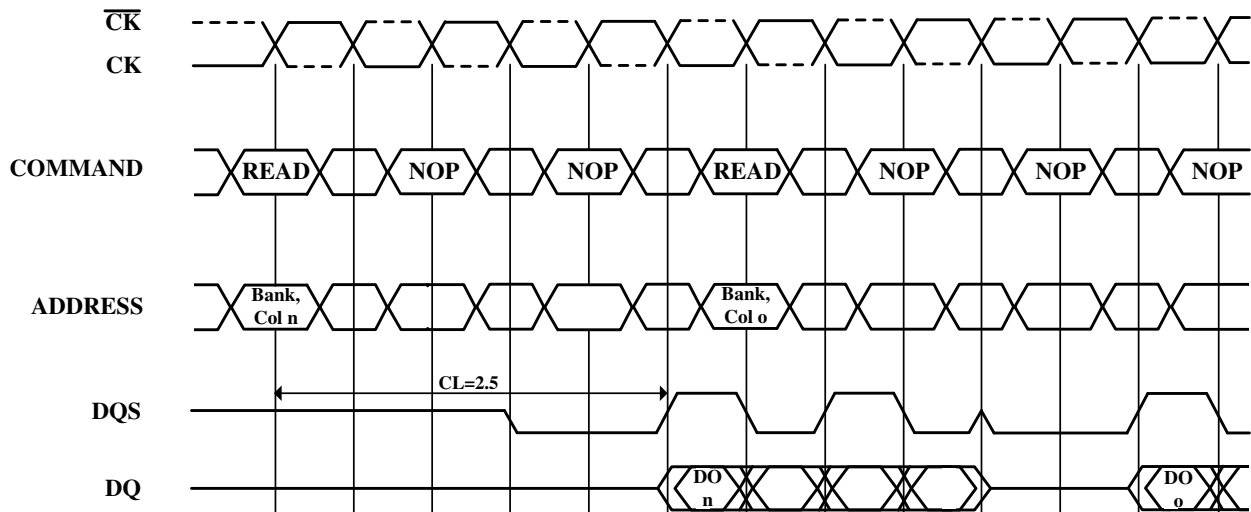 C̅K̅
CK
COMMAND READ NOP NOP READ NOP NOP NOP
ADDRESS Bank, Col n Bank, Col o
CL=2.5
DQS
DQ DO n DO o